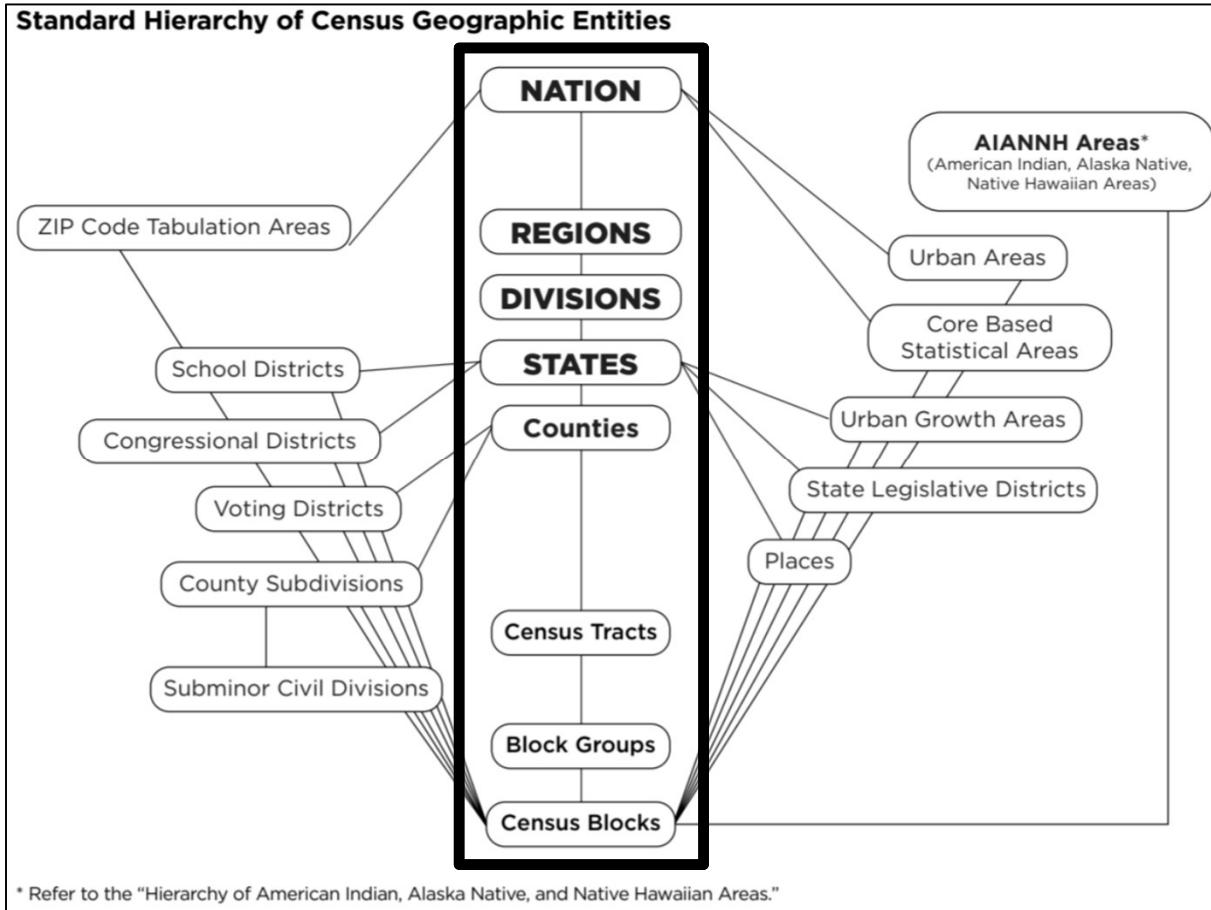 Standard Hierarchy of Census Geographic Entities
NATION
AIANNH Areas*
(American Indian, Alaska Native,
Native Hawaiian Areas)
ZIP Code Tabulation Areas
REGIONS
Urban Areas
DIVISIONS
Core Based
Statistical Areas
School Districts
STATES
Congressional Districts
Counties
Urban Growth Areas
Voting Districts
State Legislative Districts
County Subdivisions
Places
Census Tracts
Subminor Civil Divisions
Block Groups
Census Blocks
* Refer to the “Hierarchy of American Indian, Alaska Native, and Native Hawaiian Areas.”